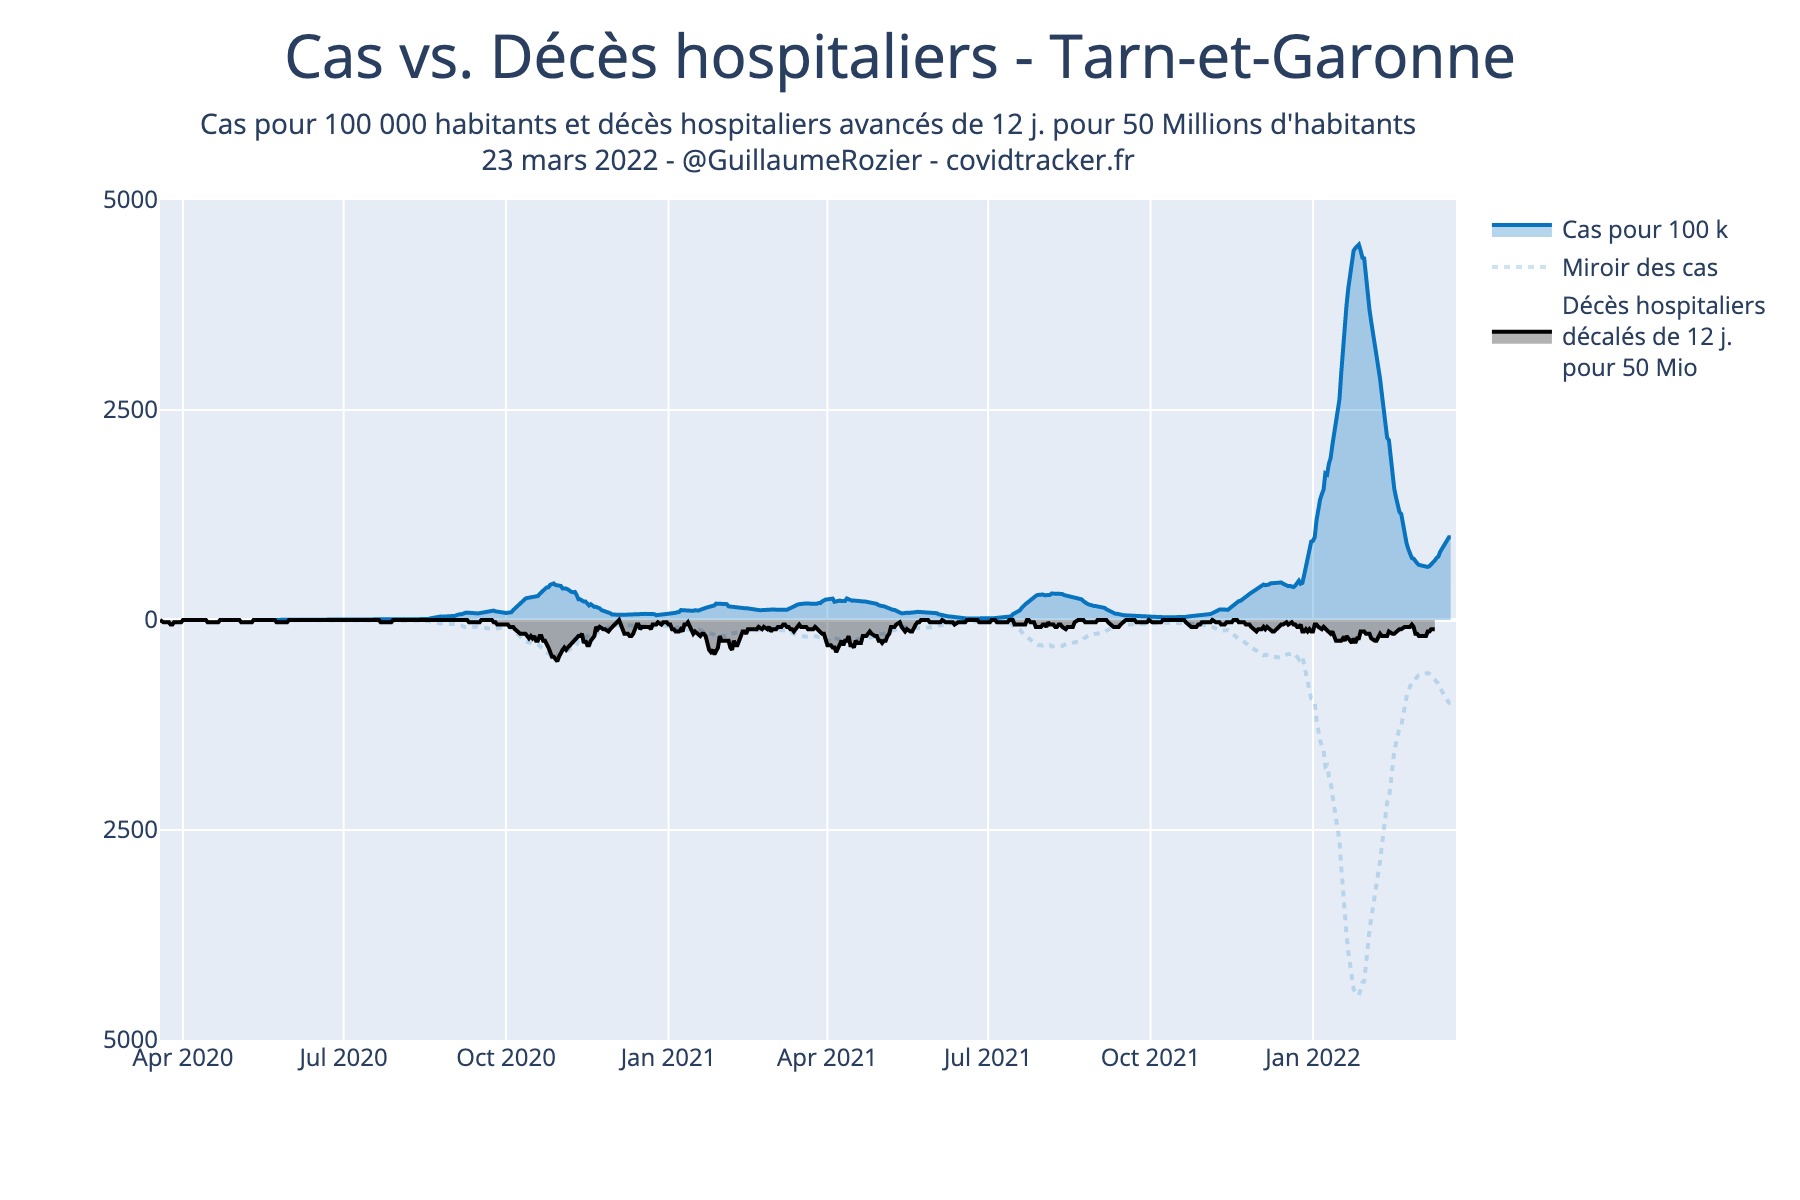 Cas vs. Décès hospitaliers - Tarn-et-Garonne
Cas pour 100 000 habitants et décès hospitaliers avancés de 12 j. pour 50 Millions d'habitants
23 mars 2022 - @GuillaumeRozier - covidtracker.fr
5000
2500
0
2500
5000
Apr 2020
Jul 2020
Oct 2020
Jan 2021
Apr 2021
Jul 2021
Oct 2021
Jan 2022
Cas pour 100 k
Miroir des cas
Décès hospitaliers
décalés de 12 j.
pour 50 Mio